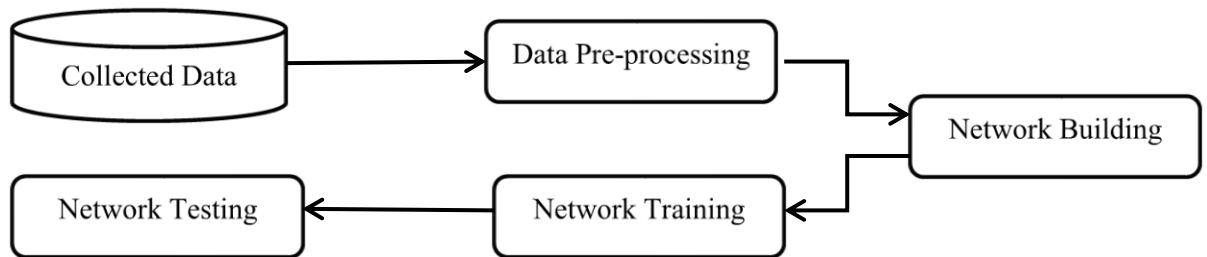 Collected Data
Data Pre-processing
Network Building
Network Training
Network Testing